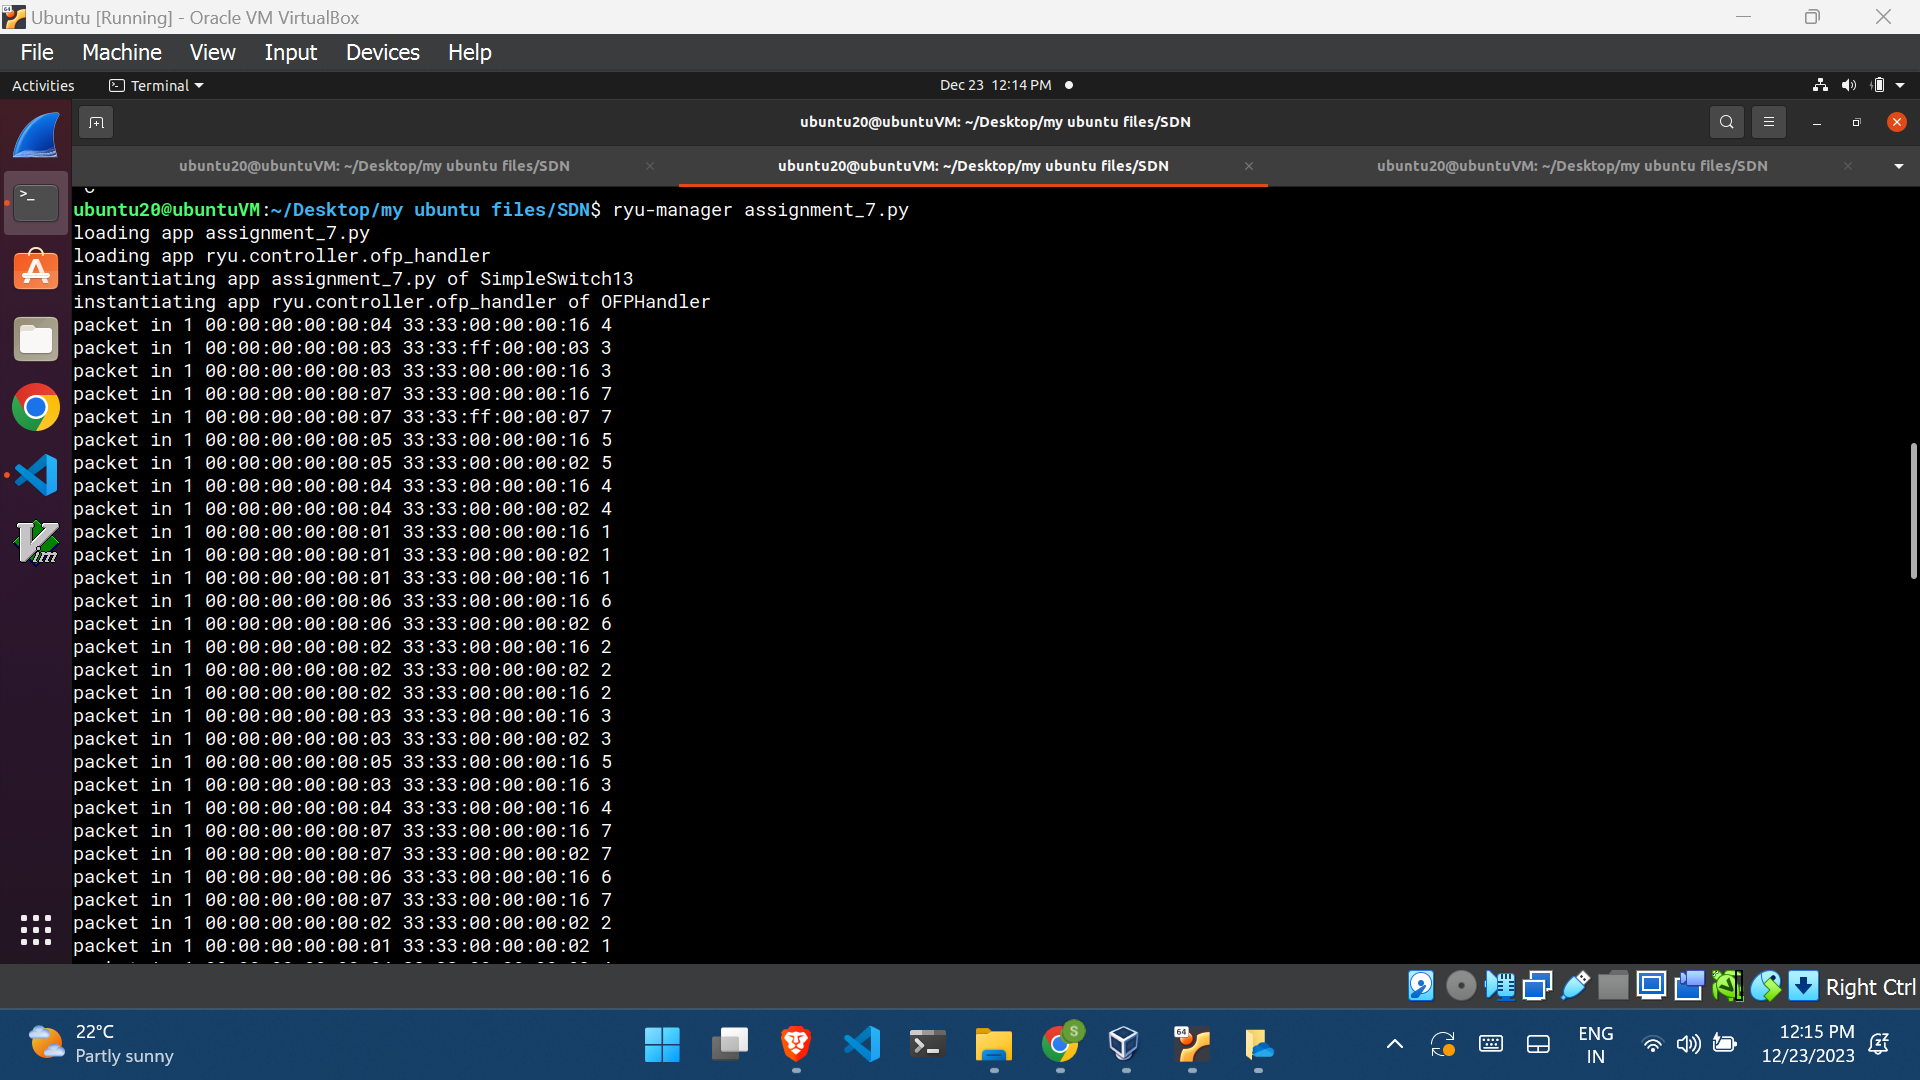 Ubuntu [Running] - Oracle VM VirtualBox
File Machine View Input Devices Help
Activities Terminal Dec 23 12:14 PM
ubuntu20@ubuntuVM: ~/Desktop/my ubuntu files/SDN
ubuntu20@ubuntuVM: ~/Desktop/my ubuntu files/SDN ubuntu20@ubuntuVM: ~/Desktop/my ubuntu files/SDN ubuntu20@ubuntuVM: ~/Desktop/my ubuntu files/SDN
ubuntu20@ubuntuVM:~/Desktop/my ubuntu files/SDN$ ryu-manager assignment_7.py
loading app assignment_7.py
loading app ryu.controller.ofp_handler
instantiating app assignment_7.py of SimpleSwitch13
instantiating app ryu.controller.ofp_handler of OFPHandler
packet in 1 00:00:00:00:00:04 33:33:00:00:00:16 4
packet in 1 00:00:00:00:00:03 33:33:ff:00:00:03 3
packet in 1 00:00:00:00:00:03 33:33:00:00:00:16 3
packet in 1 00:00:00:00:00:07 33:33:00:00:00:16 7
packet in 1 00:00:00:00:00:07 33:33:ff:00:00:07 7
packet in 1 00:00:00:00:00:05 33:33:00:00:00:16 5
packet in 1 00:00:00:00:00:05 33:33:00:00:00:02 5
packet in 1 00:00:00:00:00:04 33:33:00:00:00:16 4
packet in 1 00:00:00:00:00:04 33:33:00:00:00:02 4
packet in 1 00:00:00:00:00:01 33:33:00:00:00:16 1
packet in 1 00:00:00:00:00:01 33:33:00:00:00:02 1
packet in 1 00:00:00:00:00:01 33:33:00:00:00:16 1
packet in 1 00:00:00:00:00:06 33:33:00:00:00:16 6
packet in 1 00:00:00:00:00:06 33:33:00:00:00:02 6
packet in 1 00:00:00:00:00:02 33:33:00:00:00:16 2
packet in 1 00:00:00:00:00:02 33:33:00:00:00:02 2
packet in 1 00:00:00:00:00:02 33:33:00:00:00:16 2
packet in 1 00:00:00:00:00:03 33:33:00:00:00:16 3
packet in 1 00:00:00:00:00:03 33:33:00:00:00:02 3
packet in 1 00:00:00:00:00:05 33:33:00:00:00:16 5
packet in 1 00:00:00:00:00:03 33:33:00:00:00:16 3
packet in 1 00:00:00:00:00:04 33:33:00:00:00:16 4
packet in 1 00:00:00:00:00:07 33:33:00:00:00:16 7
packet in 1 00:00:00:00:00:07 33:33:00:00:00:02 7
packet in 1 00:00:00:00:00:06 33:33:00:00:00:16 6
packet in 1 00:00:00:00:00:07 33:33:00:00:00:16 7
packet in 1 00:00:00:00:00:02 33:33:00:00:00:02 2
packet in 1 00:00:00:00:00:01 33:33:00:00:00:02 1
Right Ctrl
22°C
Partly sunny
ENG
IN
12:15 PM
12/23/2023